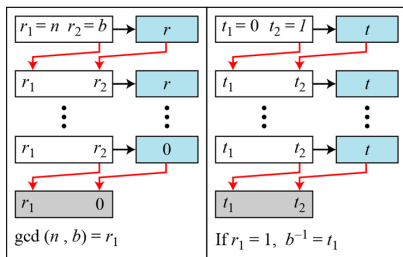 r₁ = n r₂ = b r t₁ = 0 t₂ = 1 t
r₁ r₂ r t₁ t₂ t
r₁ r₂ 0 t₁ t₂ t
r₁ 0 t₁ t₂
gcd (n , b) = r₁ If r₁ = 1, b⁻¹ = t₁